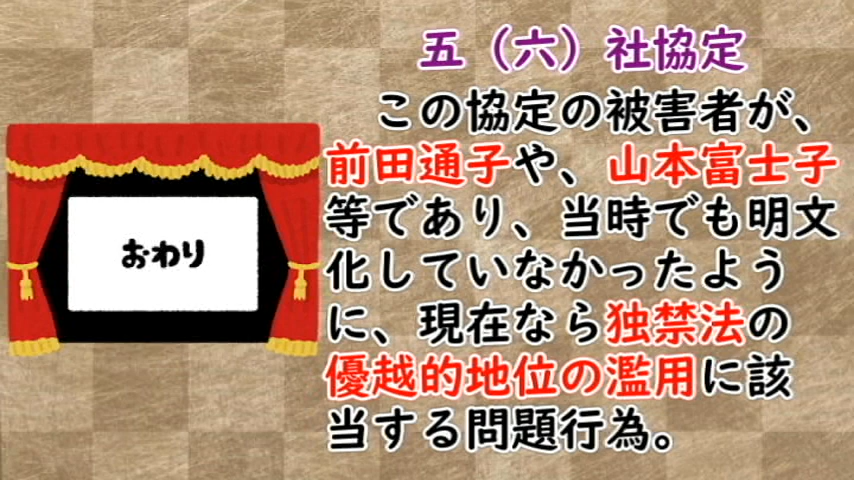 五（六）社協定
この協定の被害者が、
前田通子や、山本富士子
等であり、当時でも明文
化していなかったよう
に、現在なら独禁法の
優越的地位の濫用に該
当する問題行為。
おわり